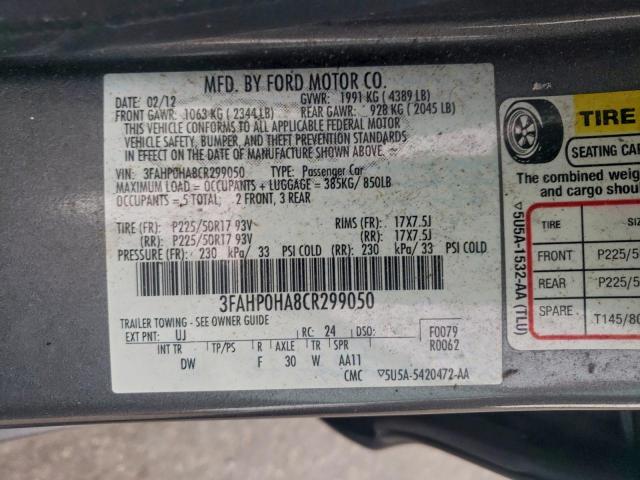 MFD. BY FORD MOTOR CO.
DATE: 02/12 GVWR: 1991 KG ( 4389 LB)
FRONT GAWR: 1063 KG ( 2344 LB) REAR GAWR: 928 KG ( 2045 LB)
THIS VEHICLE CONFORMS TO ALL APPLICABLE FEDERAL MOTOR
VEHICLE SAFETY, BUMPER, AND THEFT PREVENTION STANDARDS
IN EFFECT ON THE DATE OF MANUFACTURE SHOWN ABOVE.
VIN: 3FAHP0HA8CR299050 TYPE: Passenger Car
MAXIMUM LOAD = OCCUPANTS + LUGGAGE = 385KG/ 850LB
OCCUPANTS = 5 TOTAL, 2 FRONT, 3 REAR
TIRE (FR): P225/50R17 93V RIMS (FR): 17X7.5J
(RR): P225/50R17 93V (RR): 17X7.5J
PRESSURE (FR): 230 kPa/ 33 PSI COLD (RR): 230 kPa/ 33 PSI COLD
3FAHP0HA8CR299050
TRAILER TOWING - SEE OWNER GUIDE
EXT PNT: UJ RC: 24 DSO: F0079
R0062
INT TR TP/PS R AXLE TR SPR
DW F 30 W AA11
CMC ▽5U5A-5420472-AA
▽5U5A-1532-AA (TLU)
TIRE
SEATING
The combined weight
and cargo should
TIRE
FRONT P225/5
REAR P225/5
SPARE T145/80